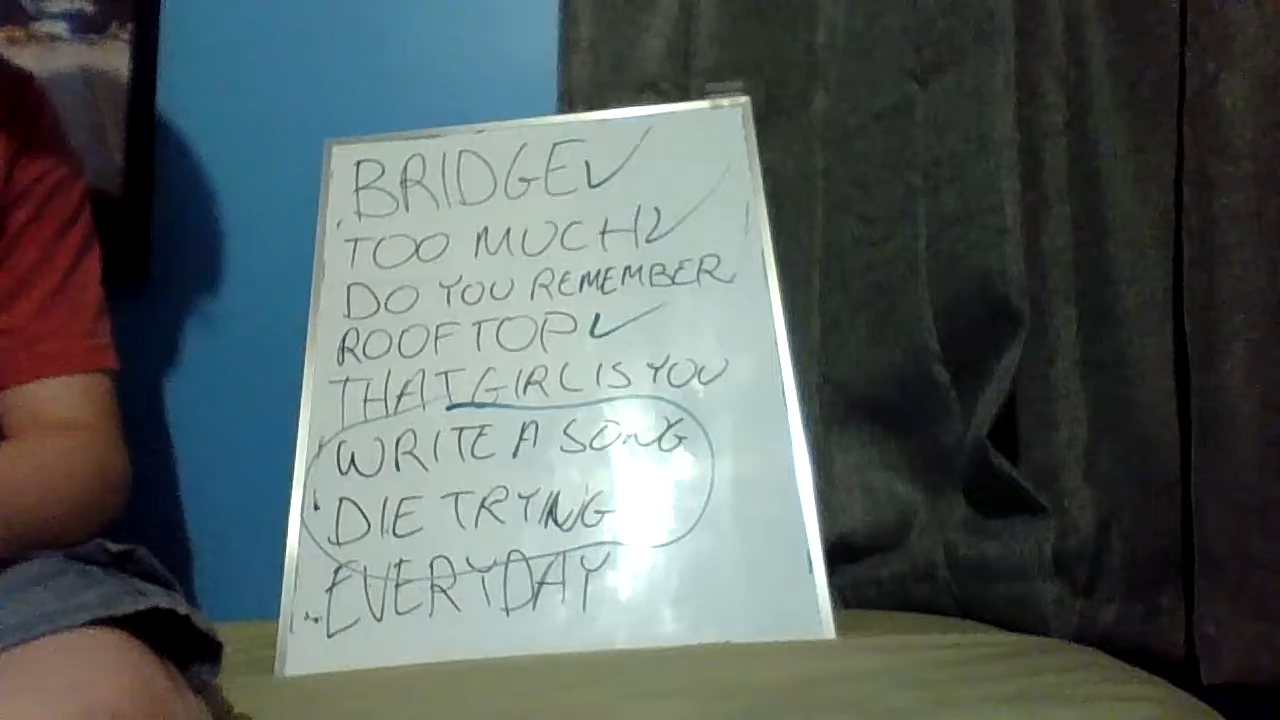 BRIDGE ✓
TOO MUCH ✓
DO YOU REMEMBER
ROOFTOP ✓
THAT GIRL IS YOU
WRITE A SONG
DIE TRYING
EVERYDAY